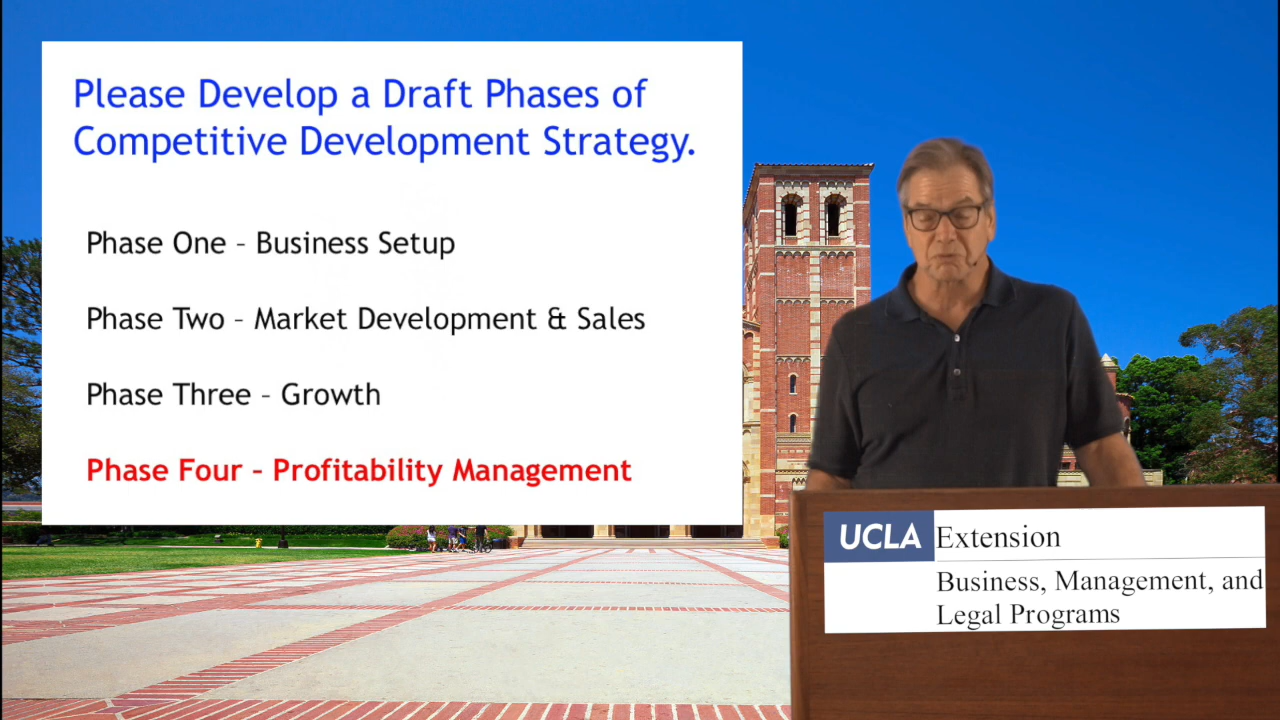 Please Develop a Draft Phases of
Competitive Development Strategy.
Phase One – Business Setup
Phase Two – Market Development & Sales
Phase Three – Growth
Phase Four – Profitability Management
UCLA Extension
Business, Management, and
Legal Programs